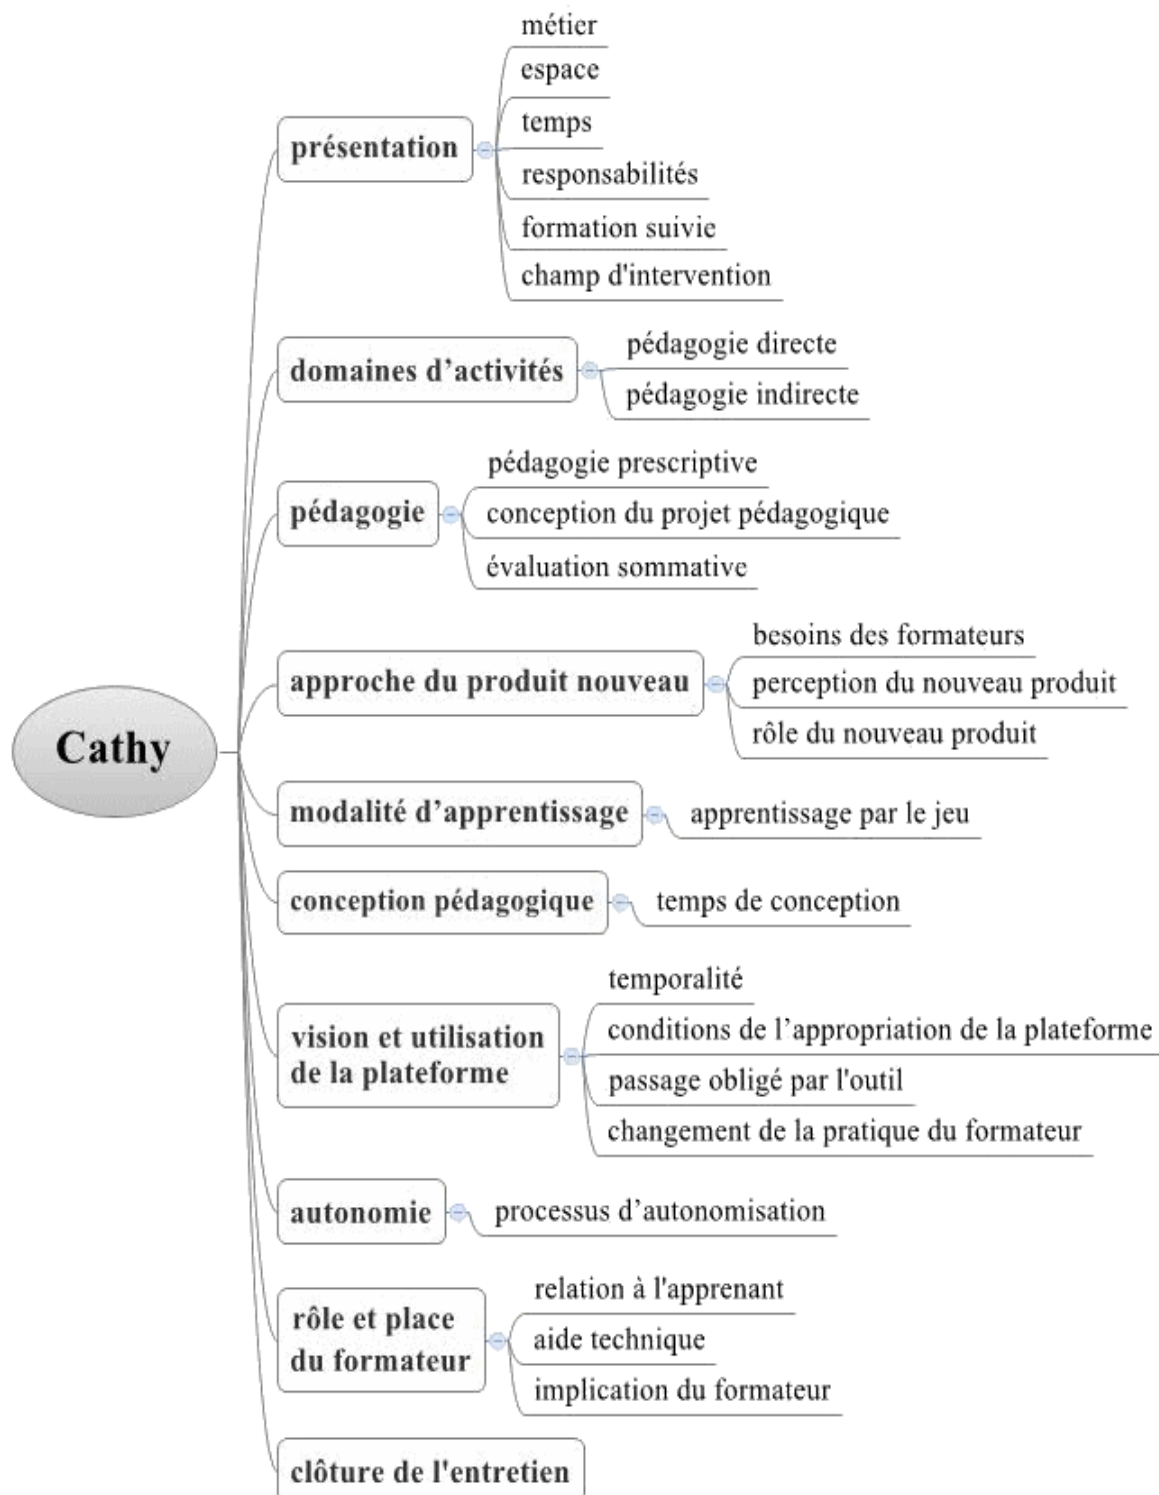 Cathy
présentation
métier
espace
temps
responsabilités
formation suivie
champ d'intervention
domaines d’activités
pédagogie directe
pédagogie indirecte
pédagogie
pédagogie prescriptive
conception du projet pédagogique
évaluation sommative
approche du produit nouveau
besoins des formateurs
perception du nouveau produit
rôle du nouveau produit
modalité d’apprentissage
apprentissage par le jeu
conception pédagogique
temps de conception
vision et utilisation
de la plateforme
temporalité
conditions de l’appropriation de la plateforme
passage obligé par l'outil
changement de la pratique du formateur
autonomie
processus d’autonomisation
rôle et place
du formateur
relation à l'apprenant
aide technique
implication du formateur
clôture de l'entretien